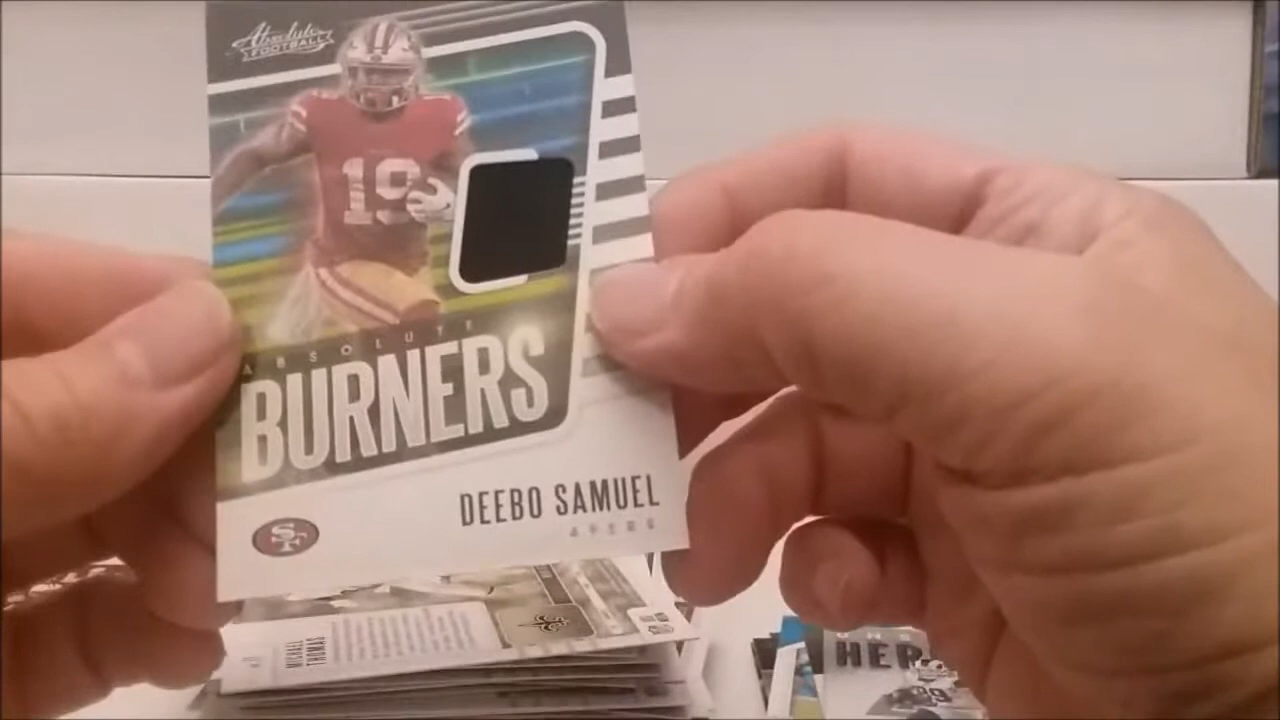 Absolute
FOOTBALL
19
ABSOLUTE
BURNERS
DEEBO SAMUEL
49ERS
SF
MICHAEL
THOMAS
HER